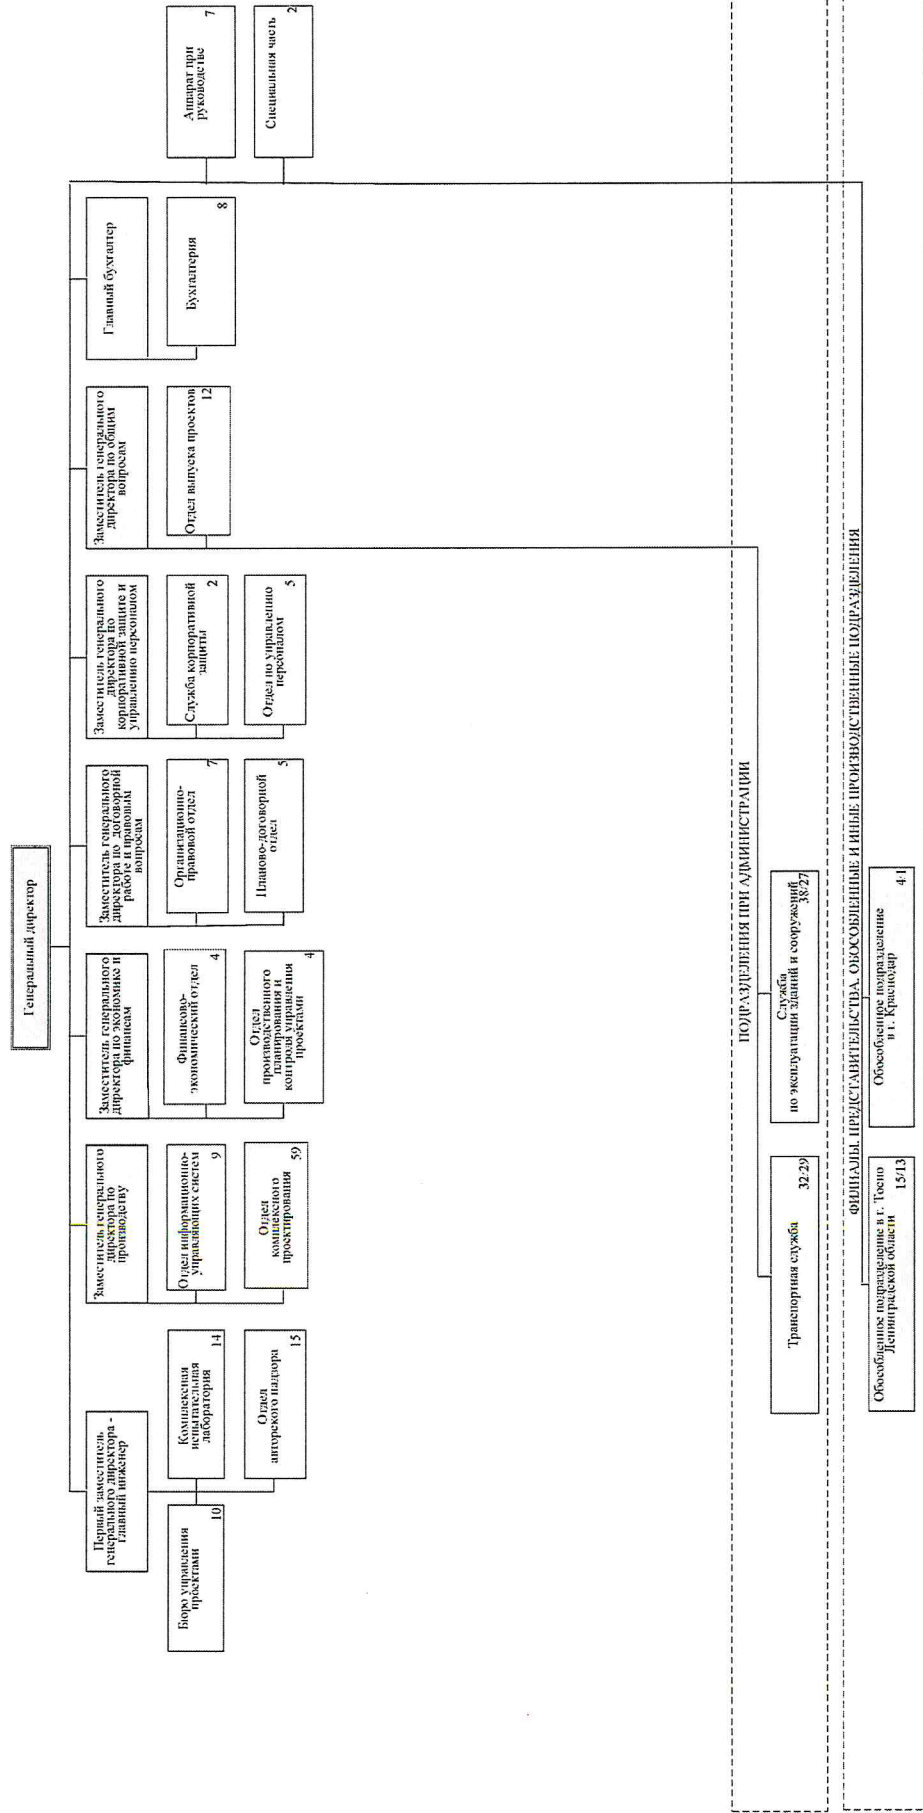 Генеральный директор
Первый заместитель
генерального директора -
главный инженер
Заместитель генерального
директора по
производству
Заместитель генерального
директора по экономике и
финансам
Заместитель генерального
директора по договорной
работе и правовым
вопросам
Заместитель генерального
директора по
корпоративной защите и
управлению персоналом
Заместитель генерального
директора по общим
вопросам
Главный бухгалтер
Бюро управления
проектами
10
Комплексная
испытательная
лаборатория
14
Отдел информационно-
управляющих систем
9
Финансово-
экономический отдел
4
Организационно-
правовой отдел
7
Служба корпоративной
защиты
2
Отдел выпуска проектов
12
Бухгалтерия
8
Аппарат при
руководстве
7
Отдел
авторского надзора
15
Отдел
комплексного
проектирования
59
Отдел
производственного
планирования и
контроля управления
проектами
4
Планово-договорной
отдел
5
Отдел по управлению
персоналом
5
Специальная часть
2
ПОДРАЗДЕЛЕНИЯ ПРИ АДМИНИСТРАЦИИ
Транспортная служба
32/29
Служба
по эксплуатации зданий и сооружений
38/27
ФИЛИАЛЫ, ПРЕДСТАВИТЕЛЬСТВА, ОБОСОБЛЕННЫЕ И ИНЫЕ ПРОИЗВОДСТВЕННЫЕ ПОДРАЗДЕЛЕНИЯ
Обособленное подразделение в г. Тосно
Ленинградской области
15/13
Обособленное подразделение
в г. Краснодар
4/1